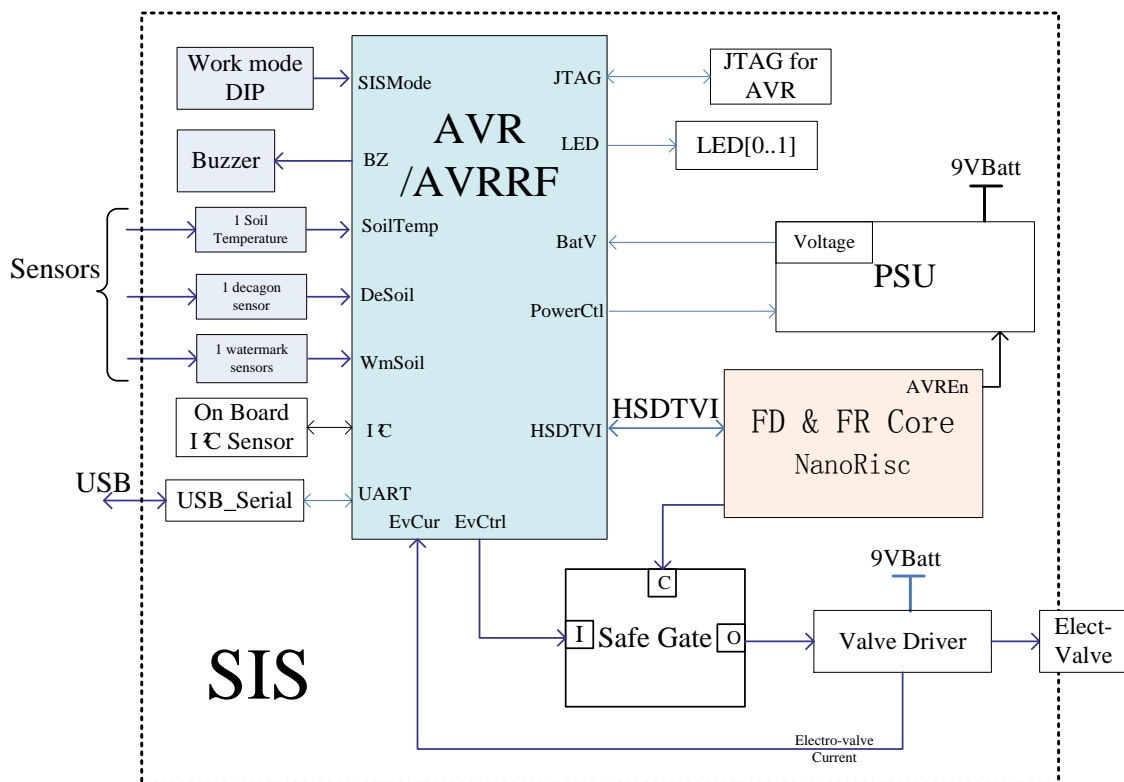 Work mode
DIP
SISMode
JTAG
JTAG for
AVR
AVR
/AVRRF
LED
LED[0..1]
Buzzer
BZ
9VBatt
Sensors
1 Soil
Temperature
SoilTemp
BatV
Voltage
PSU
1 decagon
sensor
DeSoil
PowerCtl
1 watermark
sensors
WmSoil
AVREn
On Board
I²C Sensor
I²C
HSDTVI
HSDTVI
FD & FR Core
NanoRisc
USB
USB_Serial
UART
EvCur
EvCtrl
9VBatt
C
I
Safe Gate
O
Valve Driver
Elect-
Valve
SIS
Electro-valve
Current